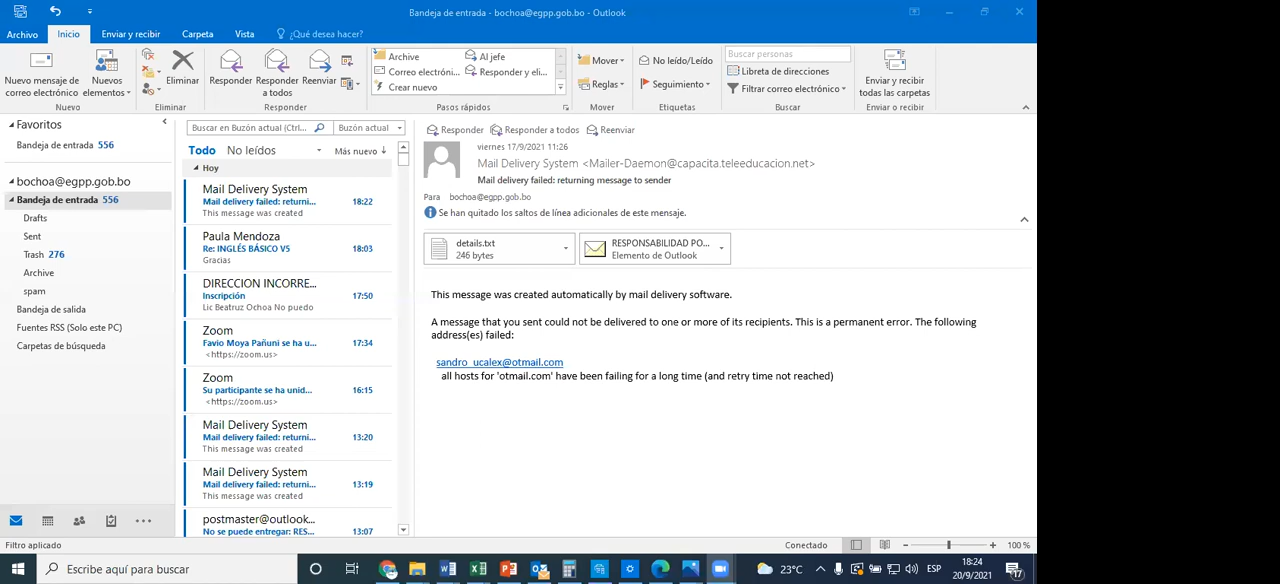 Bandeja de entrada - bochoa@egpp.gob.bo - Outlook
Archivo Inicio Enviar y recibir Carpeta Vista ¿Qué desea hacer?
Nuevo mensaje de correo electrónico
Nuevos elementos
Nuevo
Eliminar
Eliminar
Responder
Responder a todos
Reenviar
Responder
Archive
Correo electróni...
Crear nuevo
Al jefe
Responder y eli...
Pasos rápidos
Mover
Reglas
Mover
No leído/Leído
Seguimiento
Etiquetas
Buscar personas
Libreta de direcciones
Filtrar correo electrónico
Buscar
Enviar y recibir todas las carpetas
Enviar o recibir
Favoritos
Bandeja de entrada 556
bochoa@egpp.gob.bo
Bandeja de entrada 556
Drafts
Sent
Trash 276
Archive
spam
Bandeja de salida
Fuentes RSS (Solo este PC)
Carpetas de búsqueda
Buscar en Buzón actual (Ctrl... Buzón actual
Todo No leídos Más nuevo
Hoy
Mail Delivery System
Mail delivery failed: returni... 18:22
This message was created
Paula Mendoza
Re: INGLÉS BÁSICO V5 18:03
Gracias
DIRECCION INCORRE...
Inscripción 17:50
Lic Beatruz Ochoa No puedo
Zoom
Favio Moya Pañuni se ha u... 17:34
<https://zoom.us>
Zoom
Su participante se ha unid... 16:15
<https://zoom.us>
Mail Delivery System
Mail delivery failed: returni... 13:20
This message was created
Mail Delivery System
Mail delivery failed: returni... 13:19
This message was created
postmaster@outlook...
No se puede entregar: RES... 13:07
Responder Responder a todos Reenviar
viernes 17/9/2021 11:26
Mail Delivery System <Mailer-Daemon@capacita.teleeducacion.net>
Mail delivery failed: returning message to sender
Para bochoa@egpp.gob.bo
Se han quitado los saltos de línea adicionales de este mensaje.
details.txt
246 bytes
RESPONSABILIDAD PO...
Elemento de Outlook
This message was created automatically by mail delivery software.
A message that you sent could not be delivered to one or more of its recipients. This is a permanent error. The following
address(es) failed:
sandro_ucalex@otmail.com
all hosts for 'otmail.com' have been failing for a long time (and retry time not reached)
Filtro aplicado
Conectado
100 %
Escribe aquí para buscar
23°C
ESP
18:24
20/9/2021
17